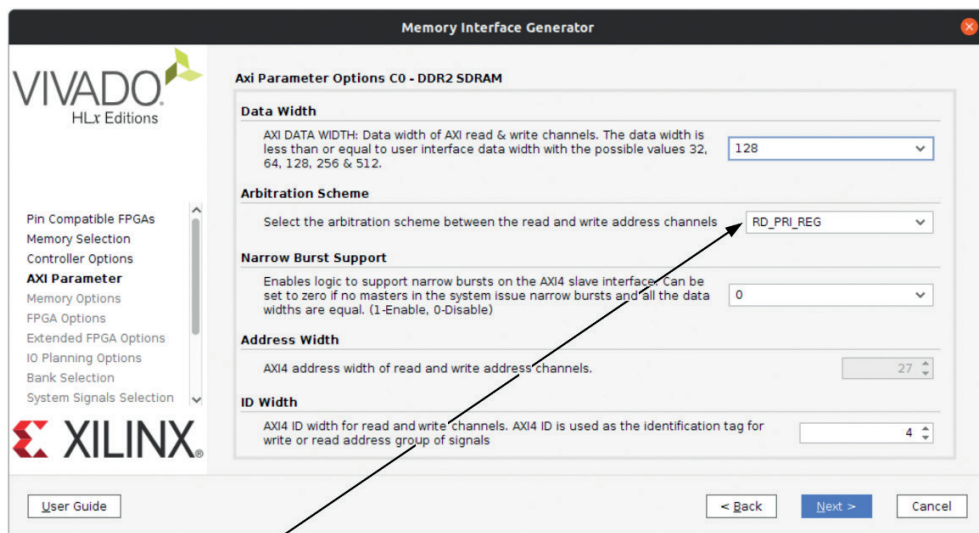 Memory Interface Generator
VIVADO.
HLx Editions
Pin Compatible FPGAs
Memory Selection
Controller Options
AXI Parameter
Memory Options
FPGA Options
Extended FPGA Options
IO Planning Options
Bank Selection
System Signals Selection
XILINX®
Axi Parameter Options C0 - DDR2 SDRAM
Data Width
AXI DATA WIDTH: Data width of AXI read & write channels. The data width is
less than or equal to user interface data width with the possible values 32,
64, 128, 256 & 512.
128
Arbitration Scheme
Select the arbitration scheme between the read and write address channels
RD_PRI_REG
Narrow Burst Support
Enables logic to support narrow bursts on the AXI4 slave interface. Can be
set to zero if no masters in the system issue narrow bursts and all the data
widths are equal. (1-Enable, 0-Disable)
0
Address Width
AXI4 address width of read and write address channels.
27
ID Width
AXI4 ID width for read and write channels. AXI4 ID is used as the identification tag for
write or read address group of signals
4
User Guide
< Back
Next >
Cancel